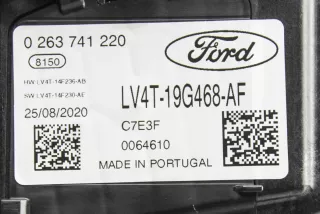 0 263 741 220
8150
Ford
HW LV4T-14F236-AB
SW LV4T-14F230-AE
25/08/2020
LV4T-19G468-AF
C7E3F
0064610
MADE IN PORTUGAL